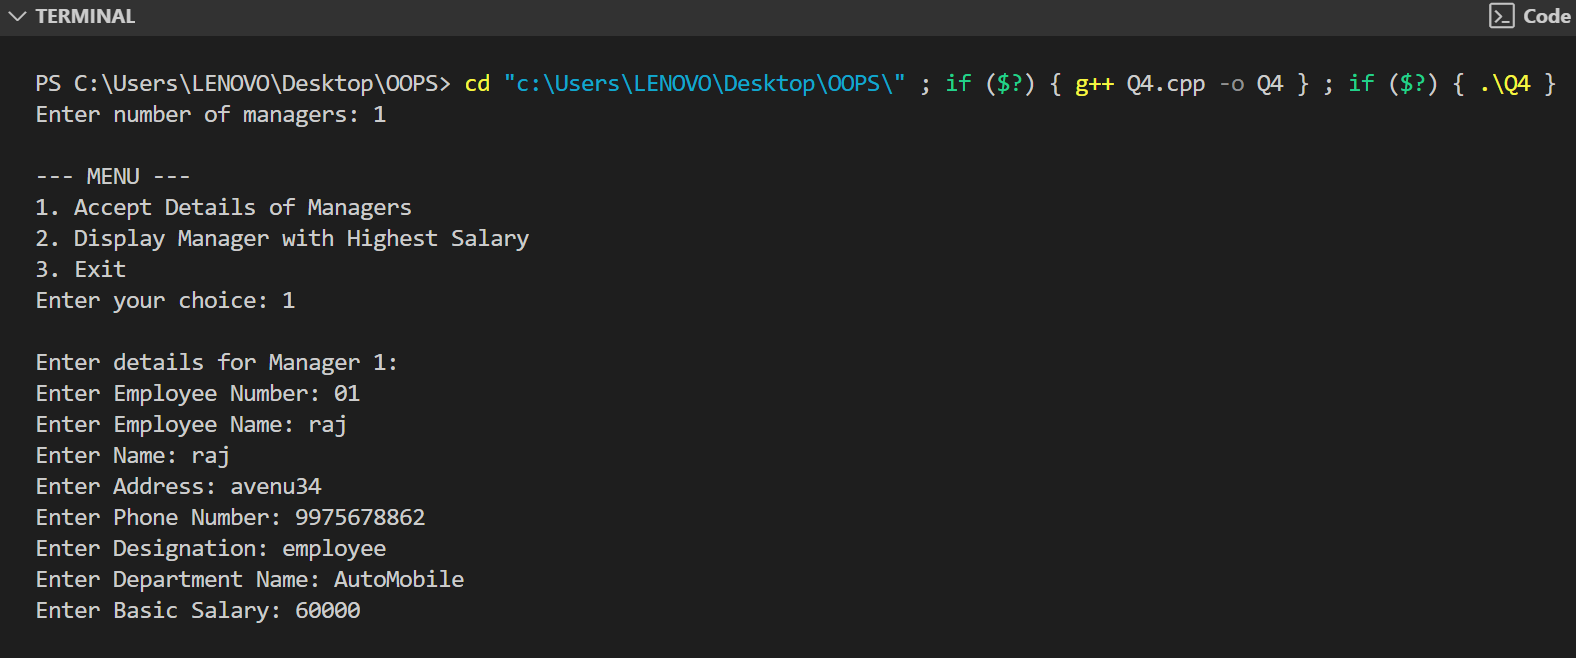 TERMINAL
Code
PS C:\Users\LENOVO\Desktop\OOPS> cd "c:\Users\LENOVO\Desktop\OOPS\" ; if ($?) { g++ Q4.cpp -o Q4 } ; if ($?) { .\Q4 }
Enter number of managers: 1
--- MENU ---
1. Accept Details of Managers
2. Display Manager with Highest Salary
3. Exit
Enter your choice: 1
Enter details for Manager 1:
Enter Employee Number: 01
Enter Employee Name: raj
Enter Name: raj
Enter Address: avenu34
Enter Phone Number: 9975678862
Enter Designation: employee
Enter Department Name: AutoMobile
Enter Basic Salary: 60000